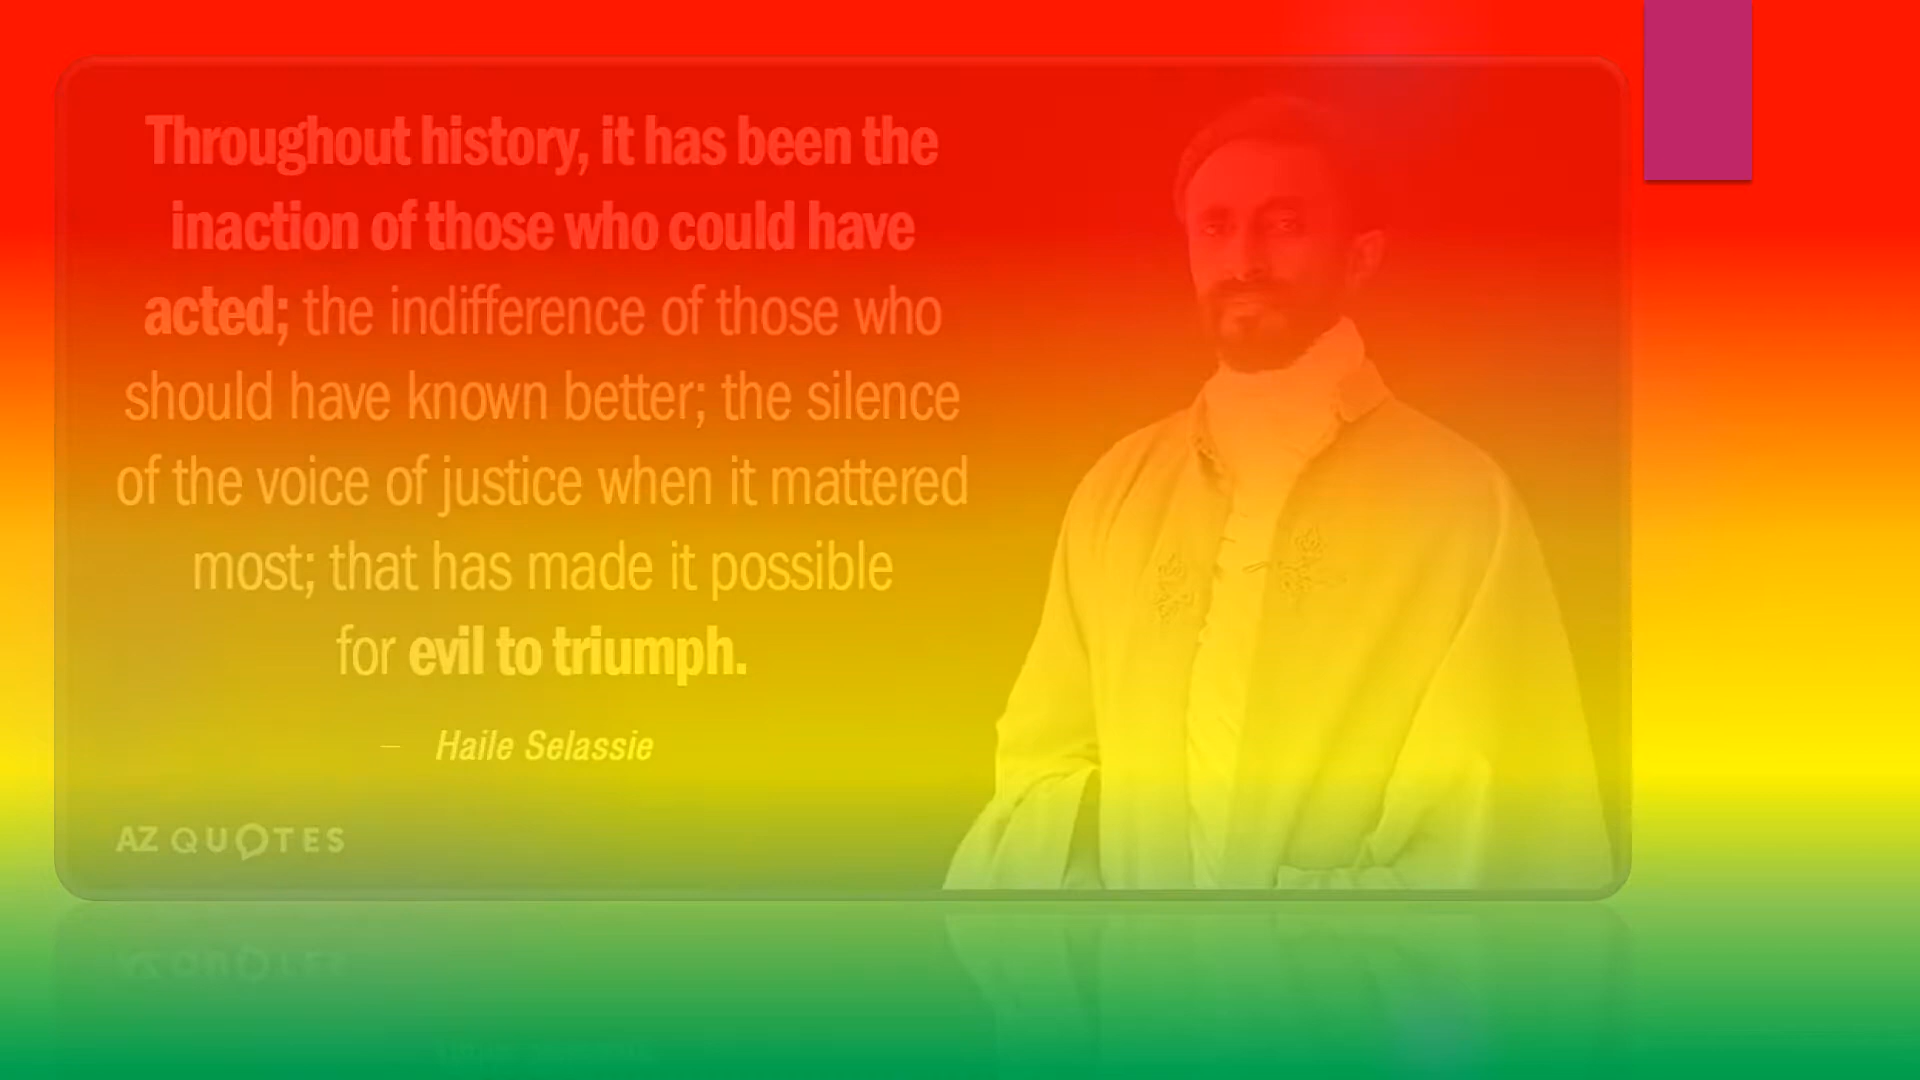 Throughout history, it has been the
inaction of those who could have
acted; the indifference of those who
should have known better; the silence
of the voice of justice when it mattered
most; that has made it possible
for evil to triumph.
– Haile Selassie
AZ QUOTES